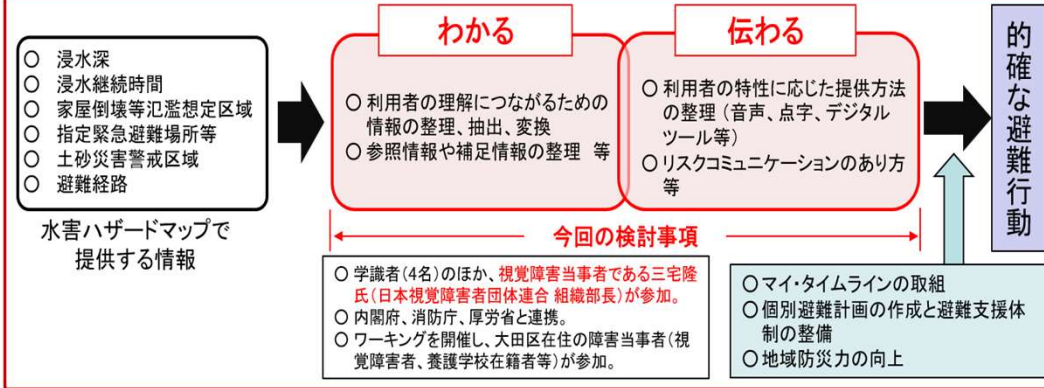 ○ 浸水深
○ 浸水継続時間
○ 家屋倒壊等氾濫想定区域
○ 指定緊急避難場所等
○ 土砂災害警戒区域
○ 避難経路
水害ハザードマップで
提供する情報
わかる
○ 利用者の理解につながるための
情報の整理、抽出、変換
○ 参照情報や補足情報の整理 等
伝わる
○ 利用者の特性に応じた提供方法
の整理(音声、点字、デジタル
ツール等)
○ リスクコミュニケーションのあり方
等
今回の検討事項
○ 学識者(4名)のほか、視覚障害当事者である三宅隆
氏(日本視覚障害者団体連合 組織部長)が参加。
○ 内閣府、消防庁、厚労省と連携。
○ ワーキングを開催し、大田区在住の障害当事者(視
覚障害者、養護学校在籍者等)が参加。
的確な避難行動
○ マイ・タイムラインの取組
○ 個別避難計画の作成と避難支援体
制の整備
○ 地域防災力の向上